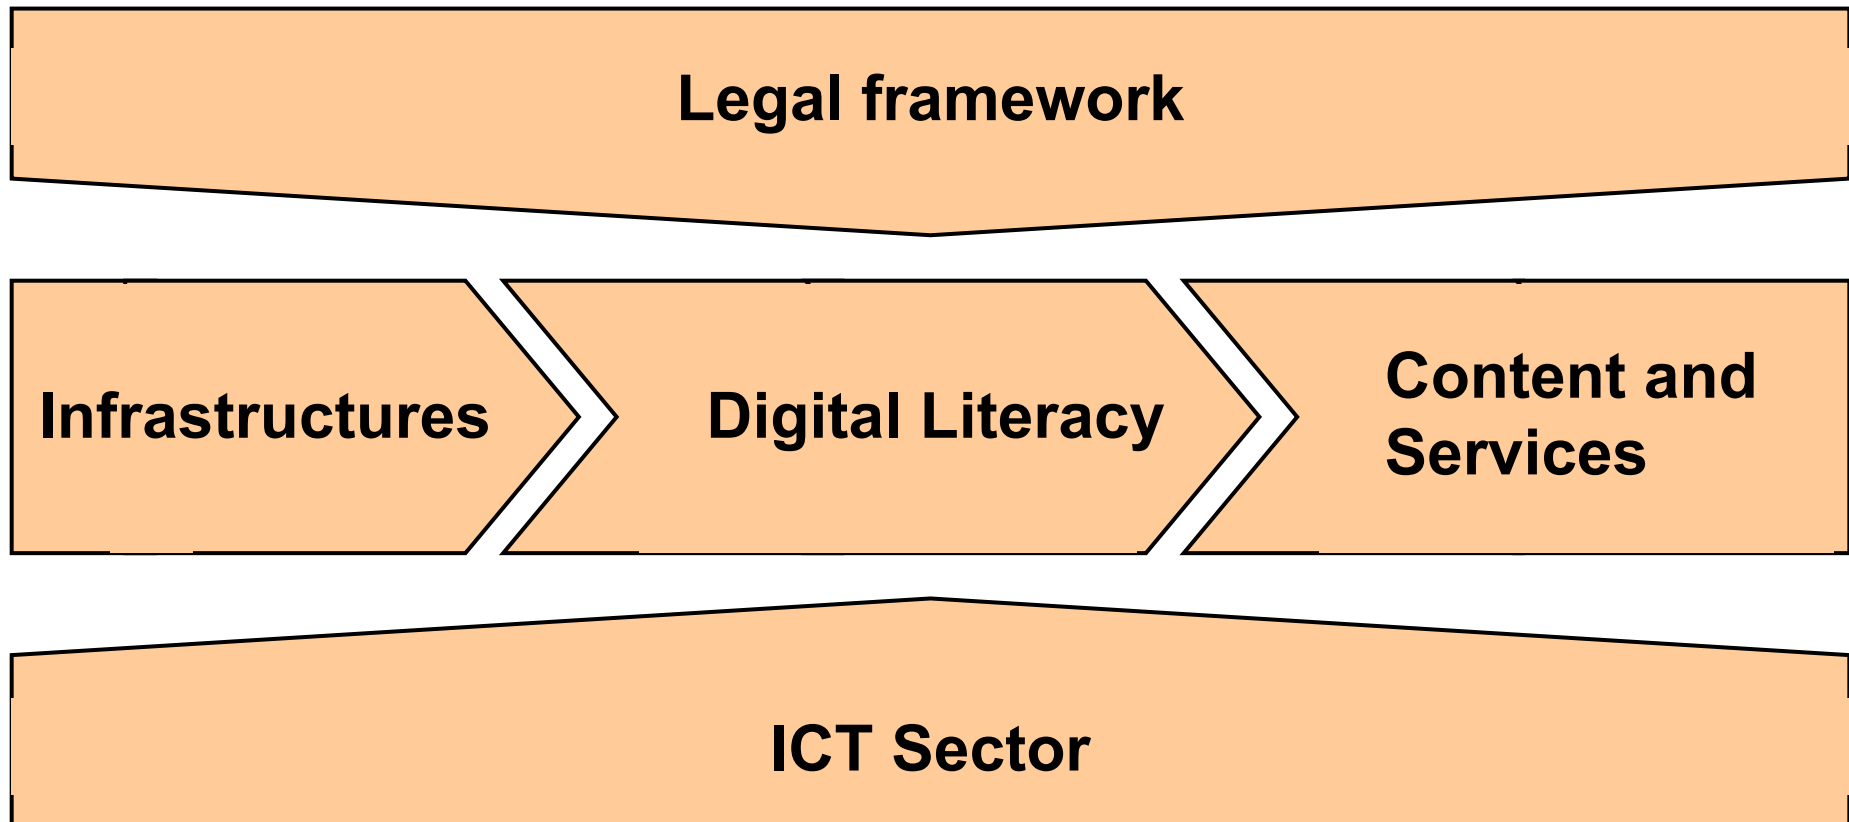 Legal framework
Infrastructures
Digital Literacy
Content and
Services
ICT Sector